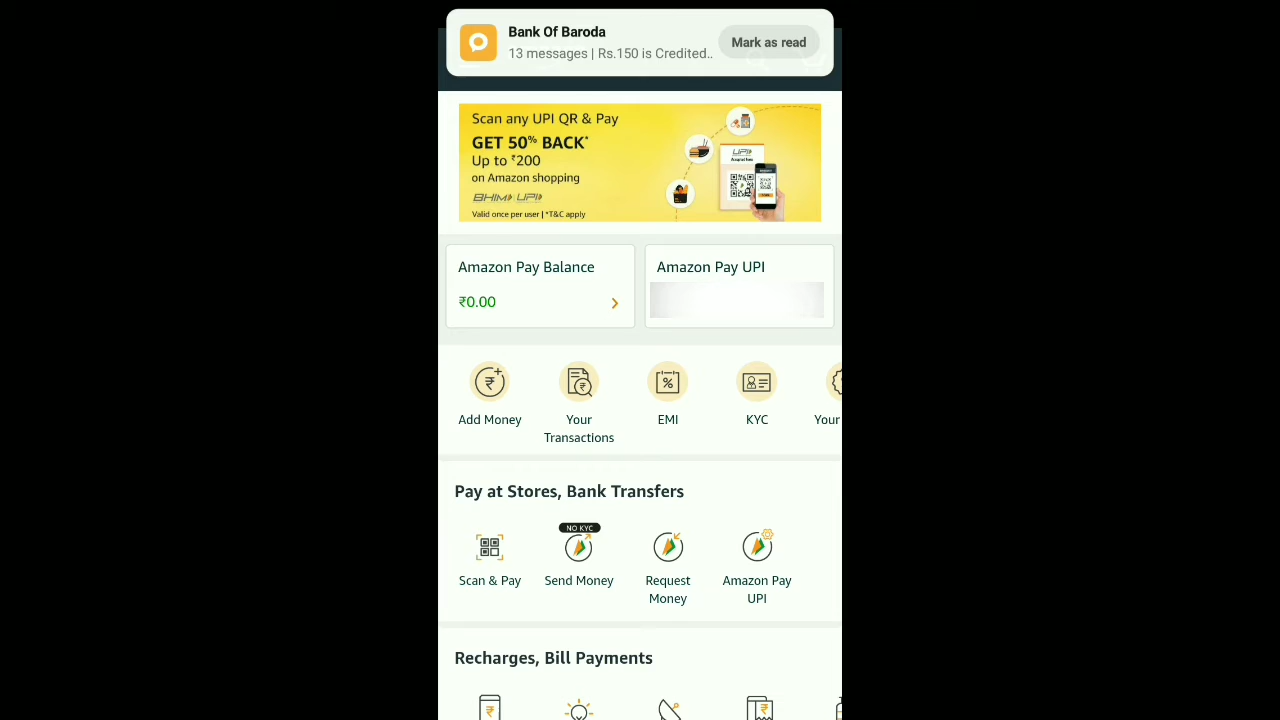 Bank Of Baroda
13 messages | Rs.150 is Credited..
Mark as read
Scan any UPI QR & Pay
GET 50% BACK*
Up to ₹200
on Amazon shopping
BHIM UPI
Valid once per user | *T&C apply
UPI
Amazon Pay Balance
₹0.00
Amazon Pay UPI
Add Money
Your
Transactions
EMI
KYC
Your
Pay at Stores, Bank Transfers
NO KYC
Scan & Pay
Send Money
Request
Money
Amazon Pay
UPI
Recharges, Bill Payments